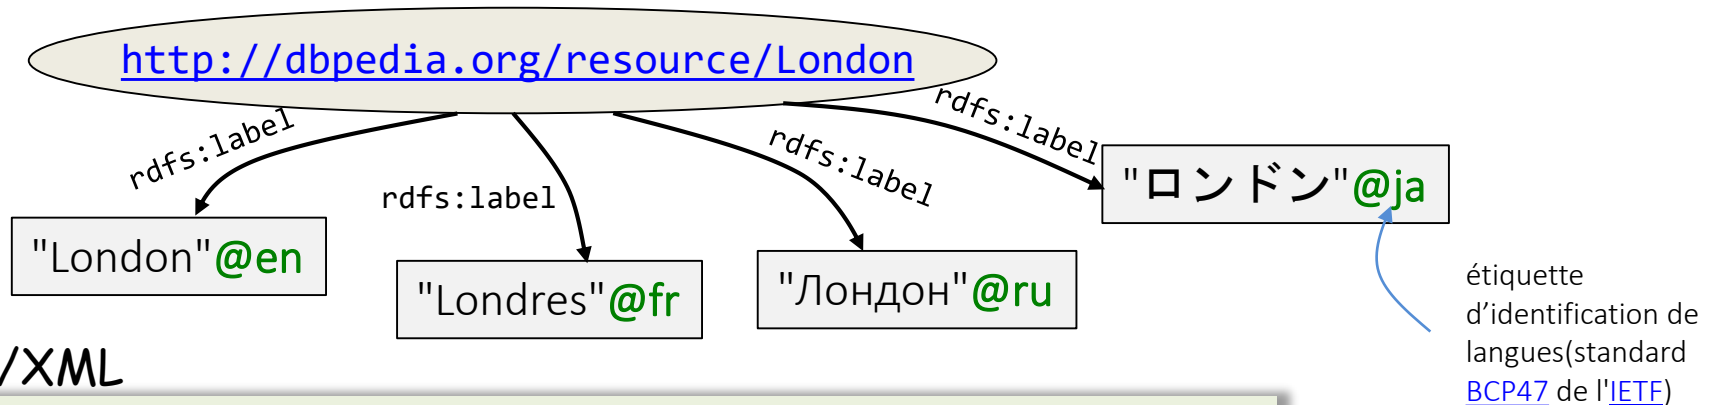 http://dbpedia.org/resource/London
rdfs:label
rdfs:label
rdfs:label
rdfs:label
"London"@en
"Londres"@fr
"Лондон"@ru
"ロンドン"@ja
étiquette
d’identification de
langues(standard
BCP47 de l'IETF)
/XML